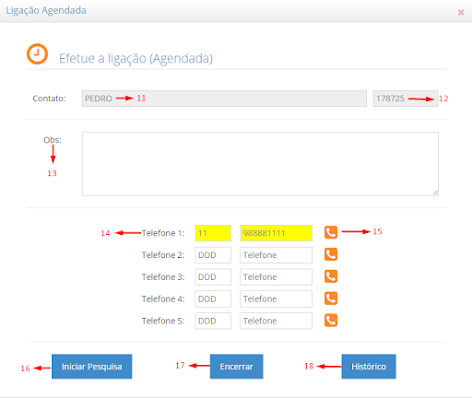 Ligação Agendada ×
Efetue a ligação (Agendada)
Contato: PEDRO 11 178725 12
Obs:
13
14 Telefone 1: 11 988881111 15
Telefone 2: DDD Telefone
Telefone 3: DDD Telefone
Telefone 4: DDD Telefone
Telefone 5: DDD Telefone
16 Iniciar Pesquisa 17 Encerrar 18 Histórico